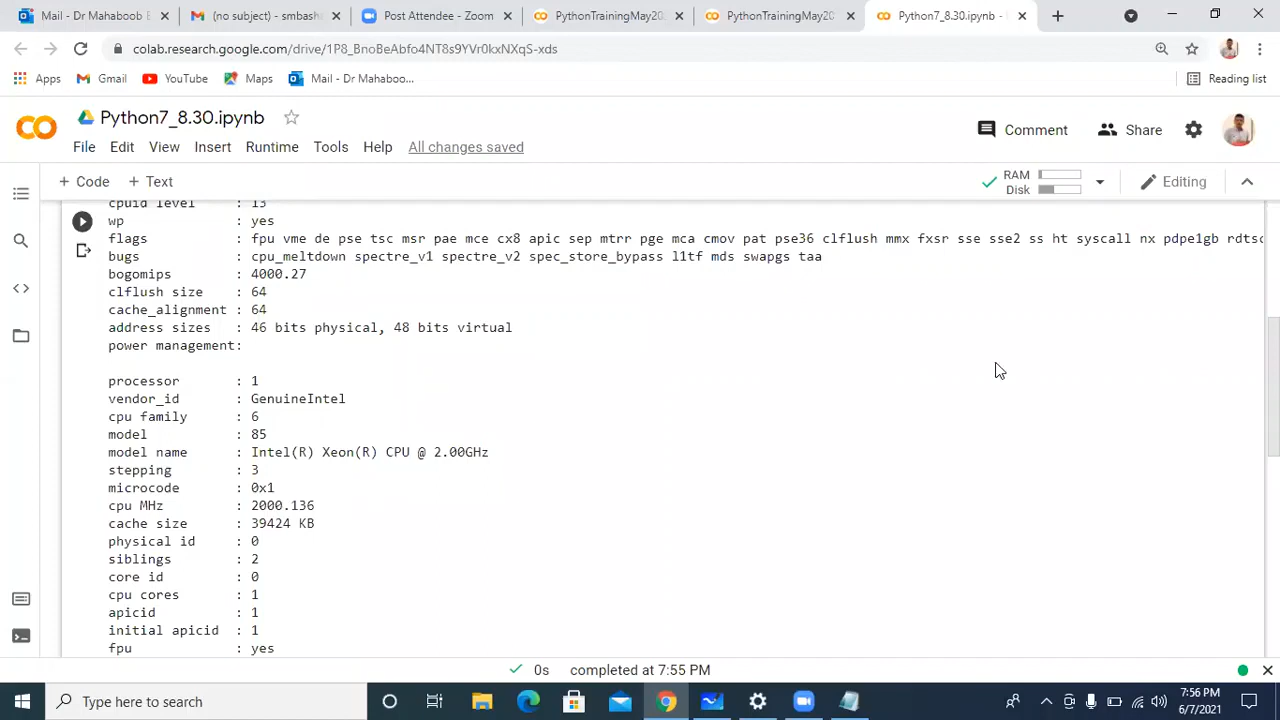 Mail - Dr Mahaboob B
(no subject) - smbash
Post Attendee - Zoom
PythonTrainingMay202
PythonTrainingMay202
Python7_8.30.ipynb -
colab.research.google.com/drive/1P8_BnoBeAbfo4NT8s9YVr0kxNXqS-xds
Apps
Gmail
YouTube
Maps
Mail - Dr Mahaboo...
Reading list
Python7_8.30.ipynb
Comment
Share
File Edit View Insert Runtime Tools Help All changes saved
+ Code + Text
RAM
Disk
Editing
cpuid level : 13
wp : yes
flags : fpu vme de pse tsc msr pae mce cx8 apic sep mtrr pge mca cmov pat pse36 clflush mmx fxsr sse sse2 ss ht syscall nx pdpe1gb rdtsc
bugs : cpu_meltdown spectre_v1 spectre_v2 spec_store_bypass l1tf mds swapgs taa
bogomips : 4000.27
clflush size : 64
cache_alignment : 64
address sizes : 46 bits physical, 48 bits virtual
power management:
processor : 1
vendor_id : GenuineIntel
cpu family : 6
model : 85
model name : Intel(R) Xeon(R) CPU @ 2.00GHz
stepping : 3
microcode : 0x1
cpu MHz : 2000.136
cache size : 39424 KB
physical id : 0
siblings : 2
core id : 0
cpu cores : 1
apicid : 1
initial apicid : 1
fpu : yes
0s completed at 7:55 PM
Type here to search
7:56 PM
6/7/2021